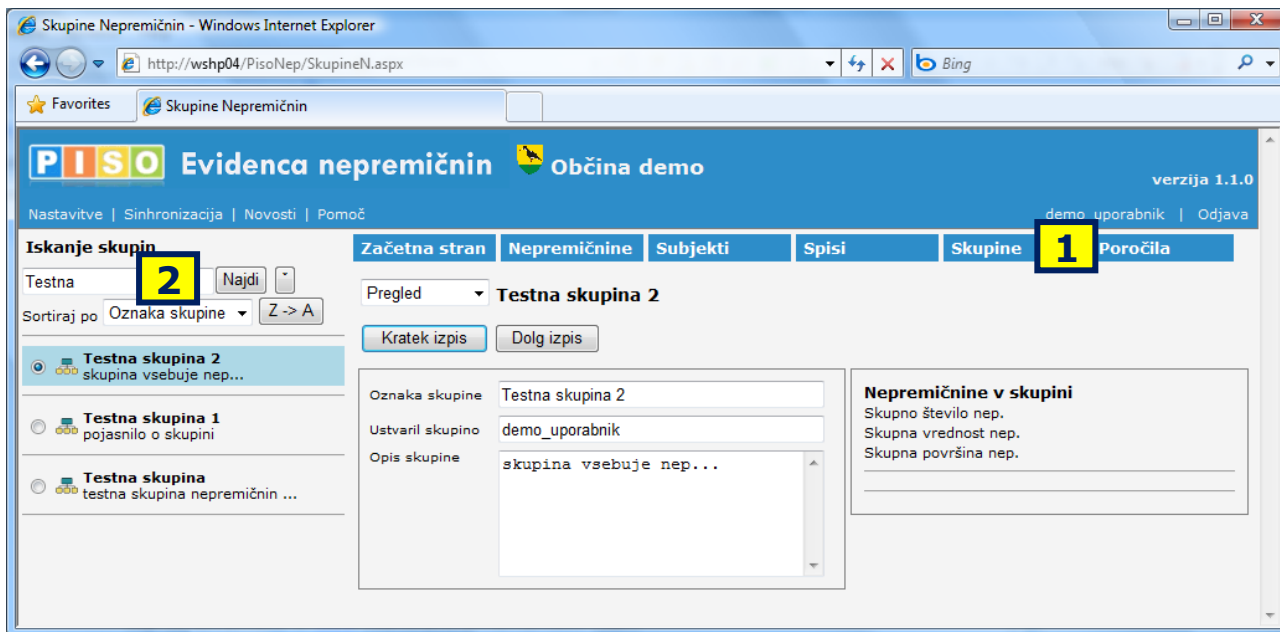 Skupine Nepremičnin - Windows Internet Explorer
http://wshp04/PisoNep/SkupineN.aspx
Bing
Favorites
Skupine Nepremičnin
PISO Evidenca nepremičnin Občina demo
verzija 1.1.0
Nastavitve | Sinhronizacija | Novosti | Pomoč
demo_uporabnik | Odjava
Iskanje skupin
Začetna stran Nepremičnine Subjekti Spisi Skupine 1 Poročila
Testna 2 Najdi
Sortiraj po Oznaka skupine Z -> A
Pregled Testna skupina 2
Kratek izpis Dolg izpis
Testna skupina 2
skupina vsebuje nep...
Testna skupina 1
pojasnilo o skupini
Testna skupina
testna skupina nepremičnin ...
Oznaka skupine Testna skupina 2
Ustvaril skupino demo_uporabnik
Opis skupine skupina vsebuje nep...
Nepremičnine v skupini
Skupno število nep.
Skupna vrednost nep.
Skupna površina nep.